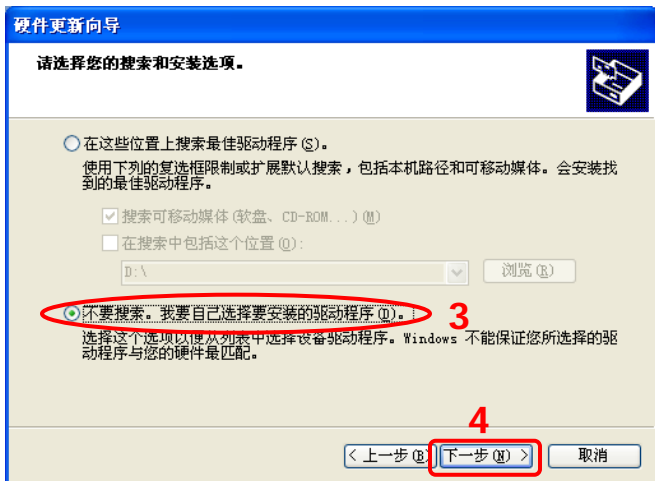 硬件更新向导
请选择您的搜索和安装选项。
在这些位置上搜索最佳驱动程序(S)。
使用下列的复选框限制或扩展默认搜索，包括本机路径和可移动媒体。会安装找
到的最佳驱动程序。
搜索可移动媒体(软盘、CD-ROM...)(M)
在搜索中包括这个位置(O):
D:\
浏览(R)
不要搜索。我要自己选择要安装的驱动程序(D)。
3
选择这个选项以便从列表中选择设备驱动程序。Windows 不能保证您所选择的驱
动程序与您的硬件最匹配。
4
< 上一步(B)
下一步(N) >
取消